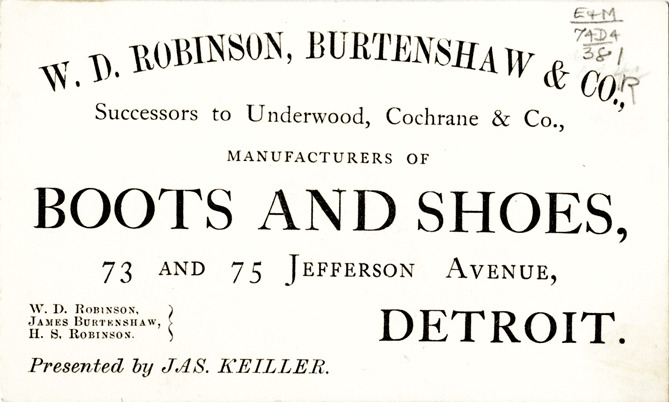 E&M
74D4
381
R
W. D. ROBINSON, BURTENSHAW & CO.,
Successors to Underwood, Cochrane & Co.,
MANUFACTURERS OF
BOOTS AND SHOES,
73 AND 75 JEFFERSON AVENUE,
W. D. ROBINSON,
JAMES BURTENSHAW,
H. S. ROBINSON.
DETROIT.
Presented by JAS. KEILLER.